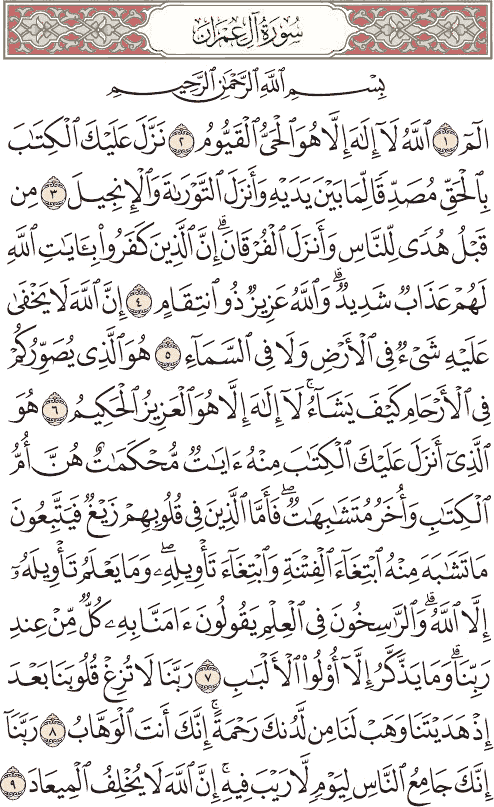 سُورَةُ آلِ عِمْرَانَ
بِسْمِ ٱللَّهِ ٱلرَّحْمَٰنِ ٱلرَّحِيمِ
الٓمٓ ١ ٱللَّهُ لَآ إِلَٰهَ إِلَّا هُوَ ٱلْحَىُّ ٱلْقَيُّومُ ٢ نَزَّلَ عَلَيْكَ ٱلْكِتَٰبَ
بِٱلْحَقِّ مُصَدِّقًا لِّمَا بَيْنَ يَدَيْهِ وَأَنزَلَ ٱلتَّوْرَىٰةَ وَٱلْإِنجِيلَ ٣ مِن
قَبْلُ هُدًى لِّلنَّاسِ وَأَنزَلَ ٱلْفُرْقَانَ ۗ إِنَّ ٱلَّذِينَ كَفَرُوا۟ بِـَٔايَٰتِ ٱللَّهِ
لَهُمْ عَذَابٌ شَدِيدٌ ۗ وَٱللَّهُ عَزِيزٌ ذُو ٱنتِقَامٍ ٤ إِنَّ ٱللَّهَ لَا يَخْفَىٰ
عَلَيْهِ شَىْءٌ فِى ٱلْأَرْضِ وَلَا فِى ٱلسَّمَآءِ ٥ هُوَ ٱلَّذِى يُصَوِّرُكُمْ
فِى ٱلْأَرْحَامِ كَيْفَ يَشَآءُ ۚ لَآ إِلَٰهَ إِلَّا هُوَ ٱلْعَزِيزُ ٱلْحَكِيمُ ٦ هُوَ
ٱلَّذِىٓ أَنزَلَ عَلَيْكَ ٱلْكِتَٰبَ مِنْهُ ءَايَٰتٌ مُّحْكَمَٰتٌ هُنَّ أُمُّ
ٱلْكِتَٰبِ وَأُخَرُ مُتَشَٰبِهَٰتٌ ۖ فَأَمَّا ٱلَّذِينَ فِى قُلُوبِهِمْ زَيْغٌ فَيَتَّبِعُونَ
مَا تَشَٰبَهَ مِنْهُ ٱبْتِغَآءَ ٱلْفِتْنَةِ وَٱبْتِغَآءَ تَأْوِيلِهِۦ ۖ وَمَا يَعْلَمُ تَأْوِيلَهُۥٓ
إِلَّا ٱللَّهُ ۗ وَٱلرَّٰسِخُونَ فِى ٱلْعِلْمِ يَقُولُونَ ءَامَنَّا بِهِۦ كُلٌّ مِّنْ عِندِ
رَبِّنَا ۗ وَمَا يَذَّكَّرُ إِلَّآ أُو۟لُوا۟ ٱلْأَلْبَٰبِ ٧ رَبَّنَا لَا تُزِغْ قُلُوبَنَا بَعْدَ
إِذْ هَدَيْتَنَا وَهَبْ لَنَا مِن لَّدُنكَ رَحْمَةً ۚ إِنَّكَ أَنتَ ٱلْوَهَّابُ ٨ رَبَّنَآ
إِنَّكَ جَامِعُ ٱلنَّاسِ لِيَوْمٍ لَّا رَيْبَ فِيهِ ۚ إِنَّ ٱللَّهَ لَا يُخْلِفُ ٱلْمِيعَادَ ٩